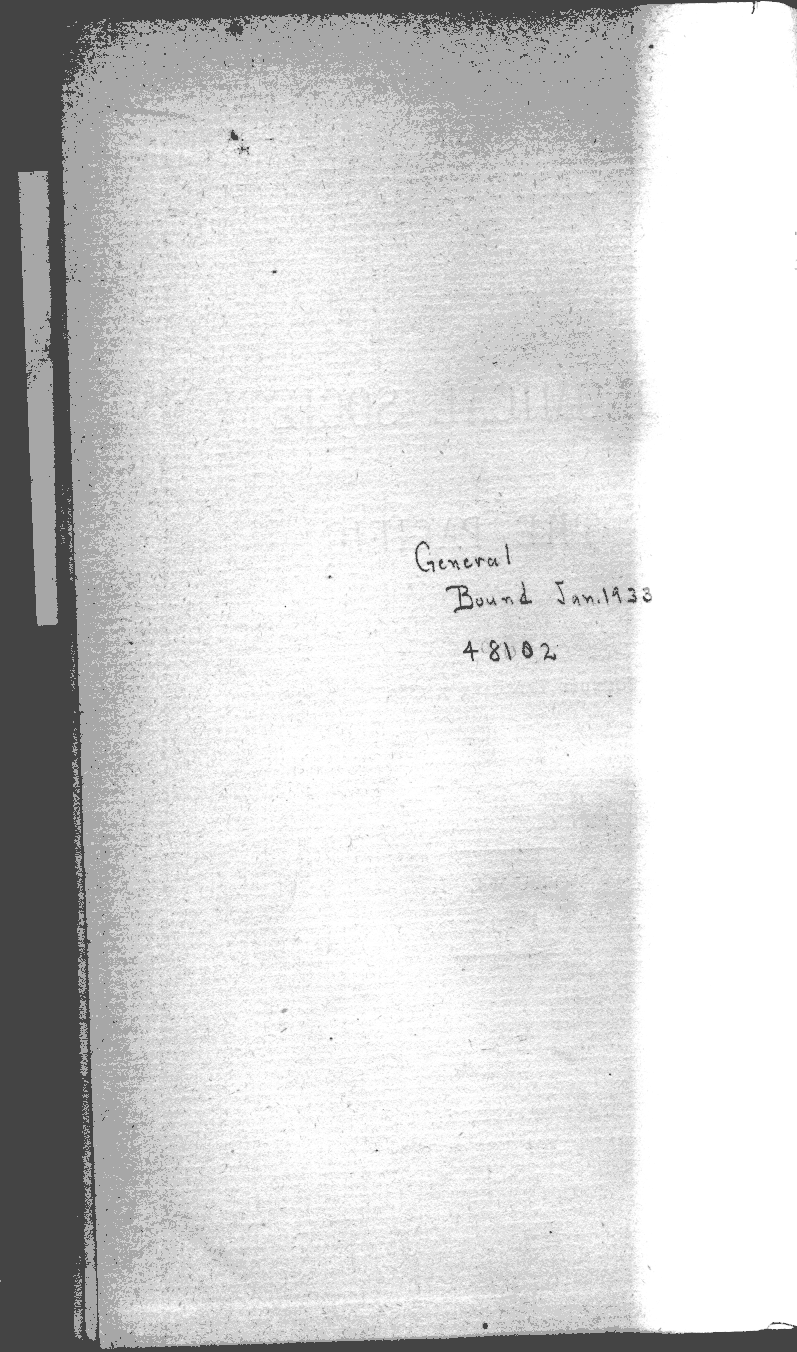 General
Bound Jan. 1933
48102